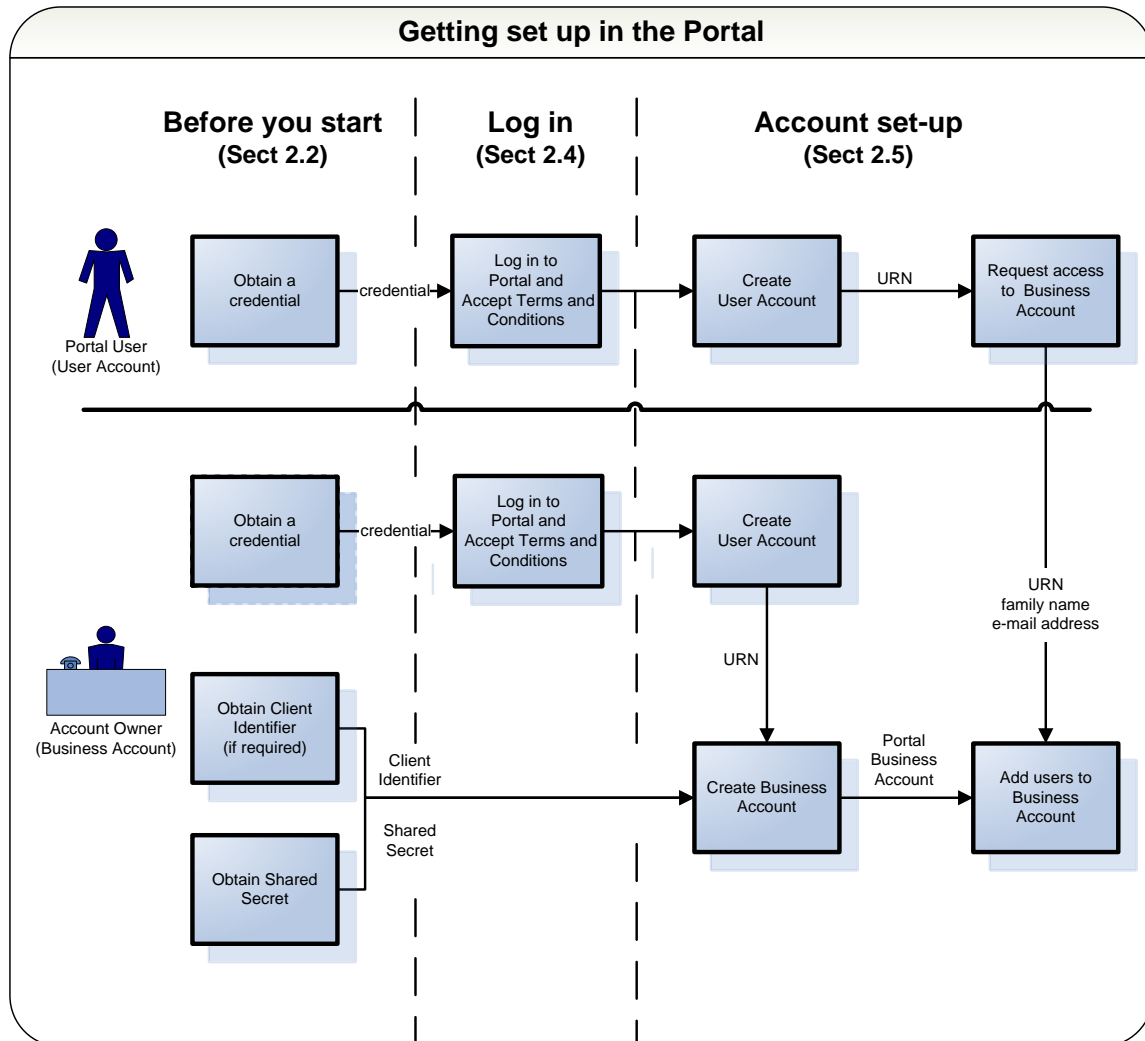 Getting set up in the Portal
Before you start
(Sect 2.2)
Log in
(Sect 2.4)
Account set-up
(Sect 2.5)
Portal User
(User Account)
Obtain a
credential
credential
Log in to
Portal and
Accept Terms and
Conditions
Create
User Account
URN
Request access
to Business
Account
URN
family name
e-mail address
Obtain a
credential
credential
Log in to
Portal and
Accept Terms and
Conditions
Create
User Account
URN
Account Owner
(Business Account)
Obtain Client
Identifier
(if required)
Client
Identifier
Shared
Secret
Obtain Shared
Secret
Create Business
Account
Portal
Business
Account
Add users to
Business
Account